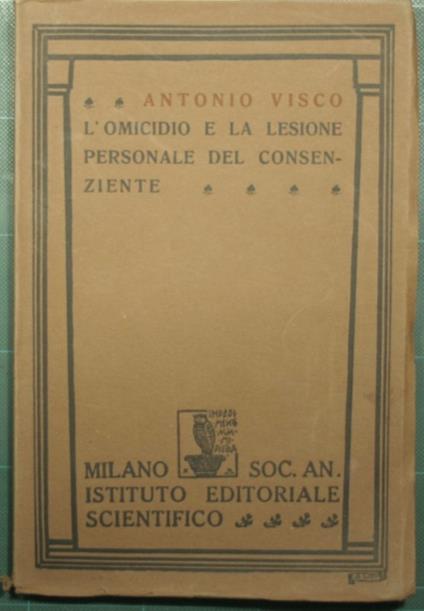 ANTONIO VISCO
L'OMICIDIO E LA LESIONE
PERSONALE DEL CONSEN-
ZIENTE
MILANO SOC. AN.
ISTITUTO EDITORIALE
SCIENTIFICO